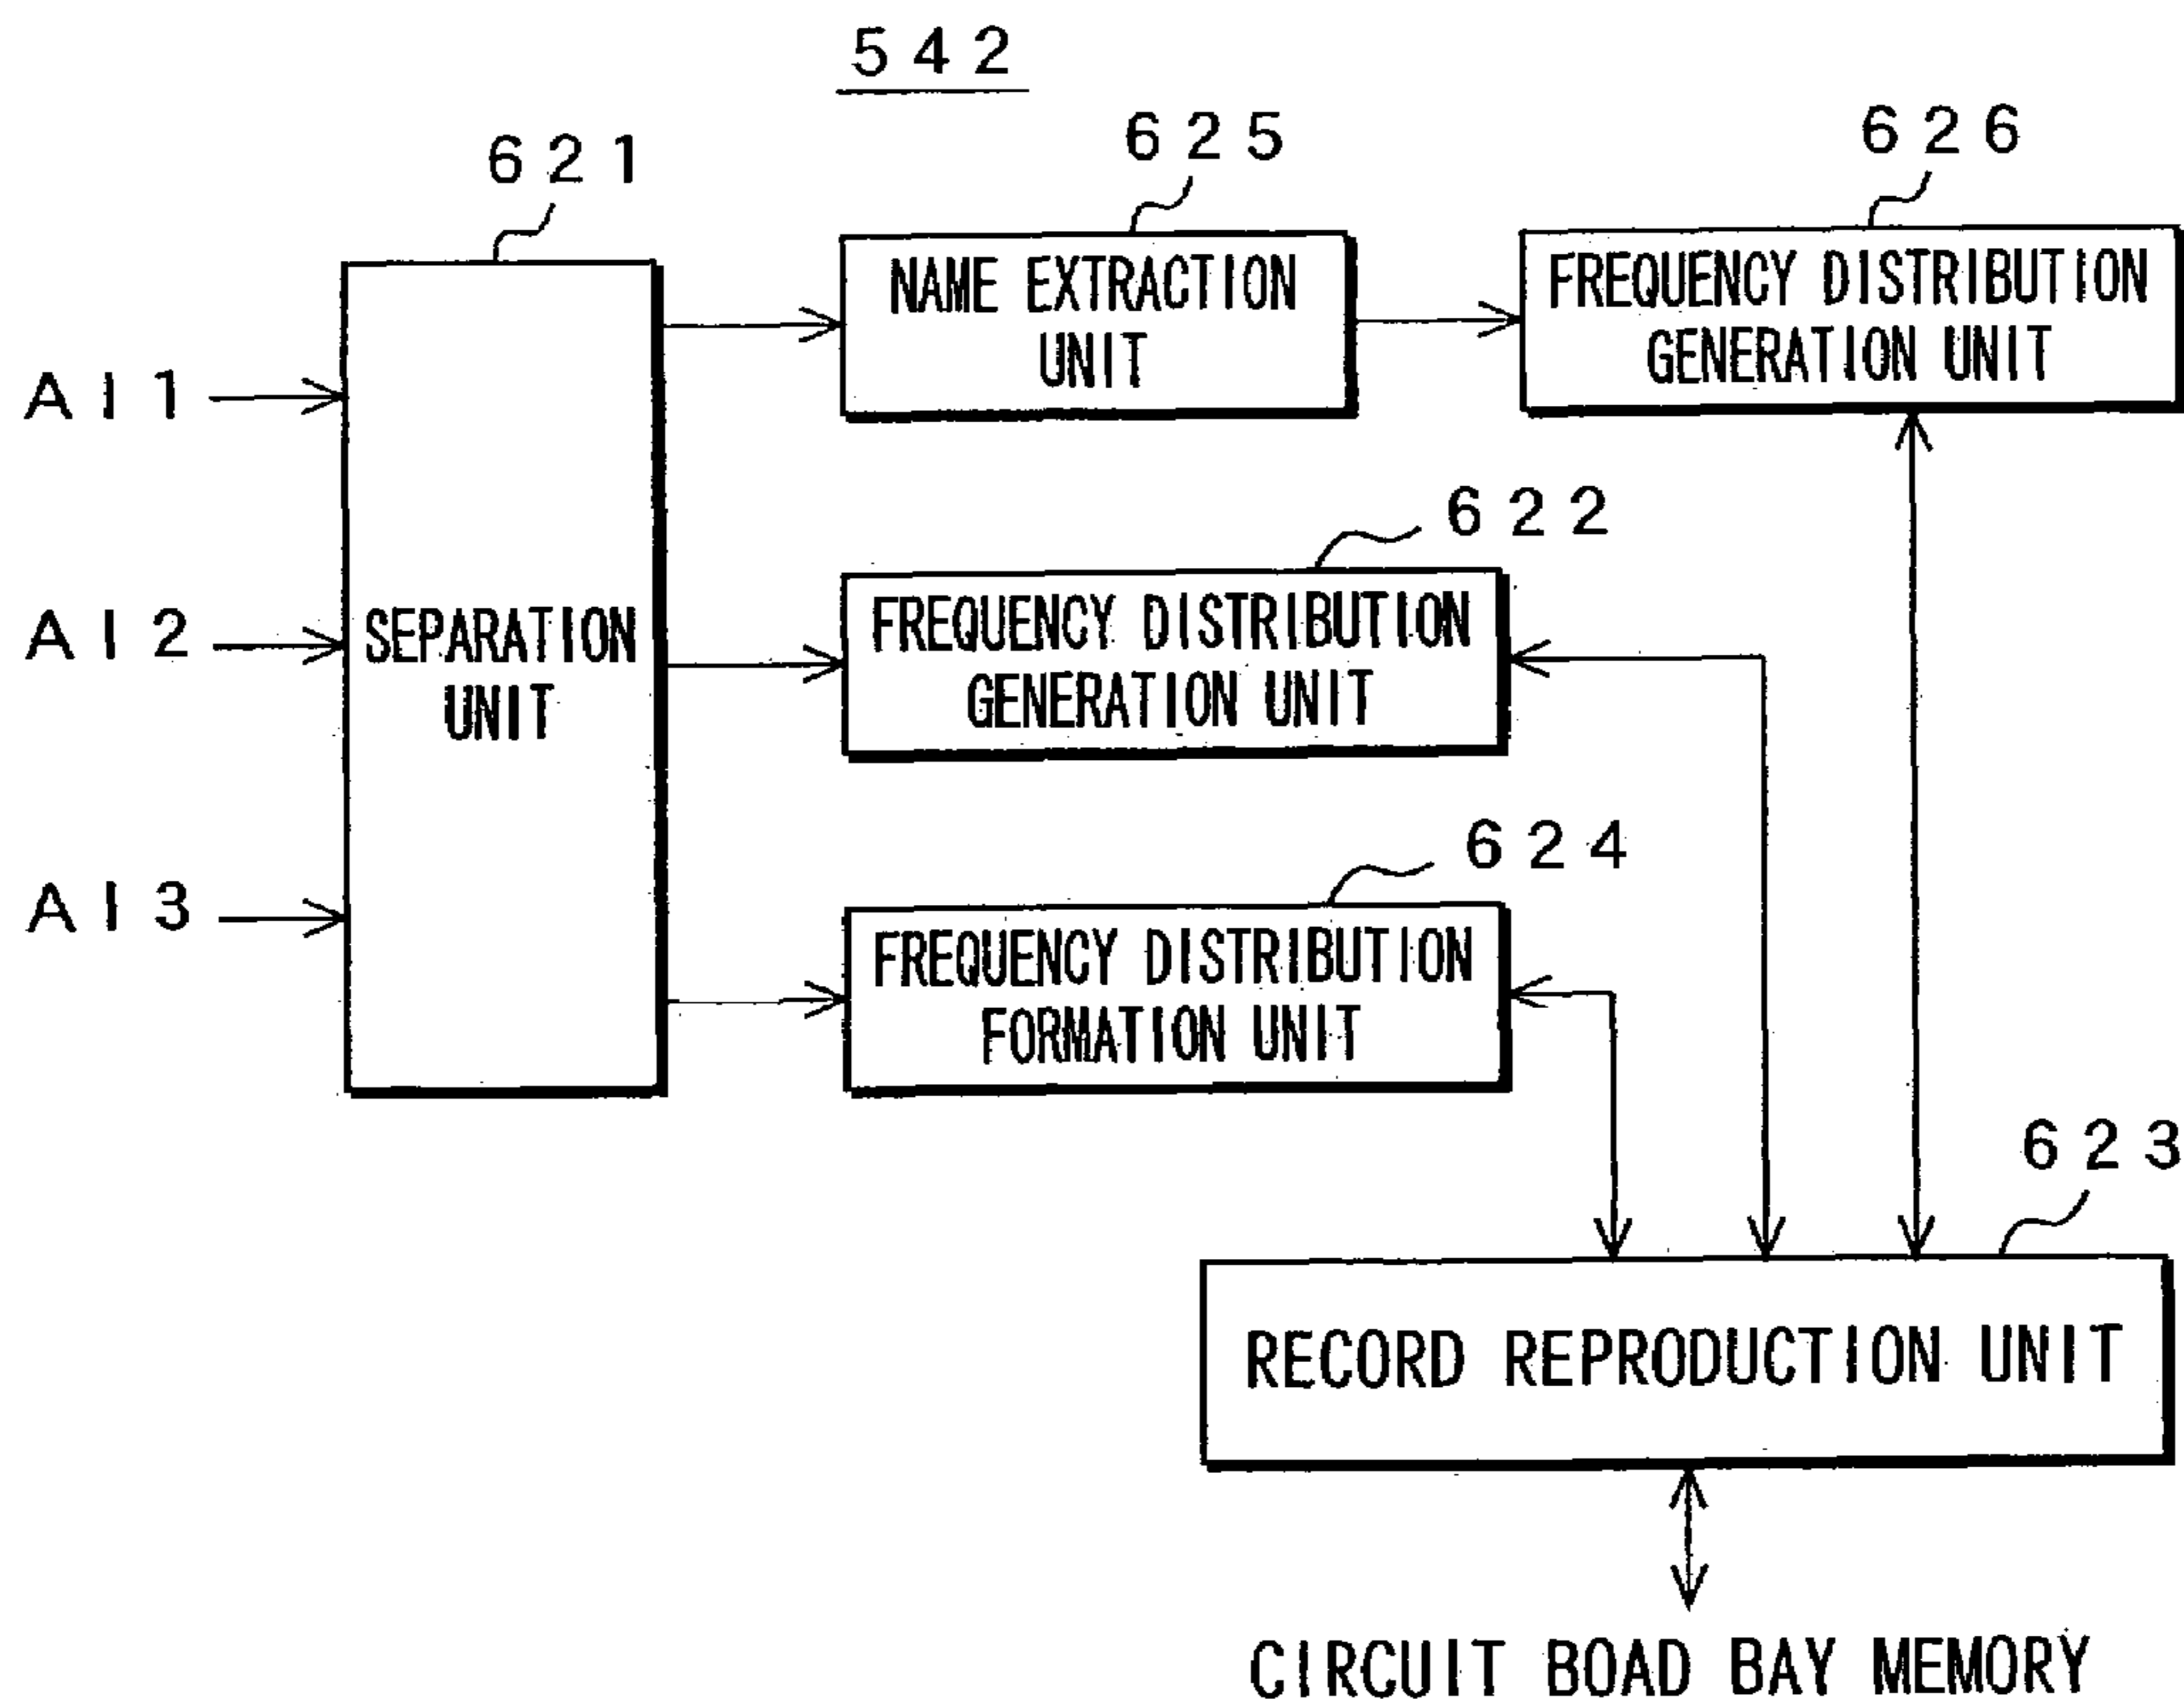 542
621
625
626
NAME EXTRACTION
UNIT
FREQUENCY DISTRIBUTION
GENERATION UNIT
AI1
AI2
AI3
SEPARATION
UNIT
622
FREQUENCY DISTRIBUTION
GENERATION UNIT
624
FREQUENCY DISTRIBUTION
FORMATION UNIT
623
RECORD REPRODUCTION UNIT
CIRCUIT BOAD BAY MEMORY